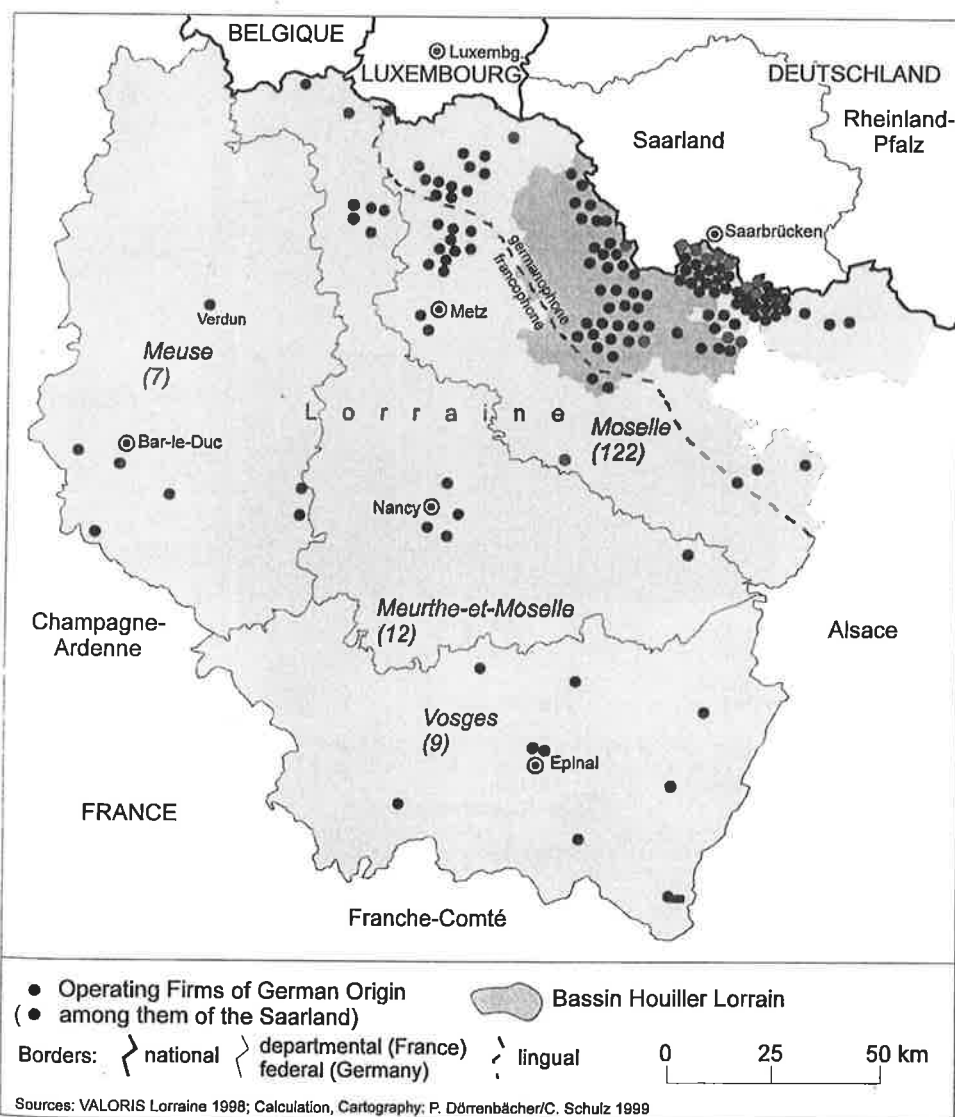 BELGIQUE
Luxembg.
LUXEMBOURG
DEUTSCHLAND
Saarland
Rheinland-
Pfalz
Saarbrücken
germanophone
francophone
Metz
Verdun
Meuse
(7)
Lorraine
Moselle
(122)
Bar-le-Duc
Nancy
Meurthe-et-Moselle
(12)
Champagne-
Ardenne
Alsace
Vosges
(9)
Epinal
FRANCE
Franche-Comté
Operating Firms of German Origin
( among them of the Saarland)
Bassin Houiller Lorrain
Borders: national departmental (France) lingual
federal (Germany)
0 25 50 km
Sources: VALORIS Lorraine 1998; Calculation, Cartography: P. Dörrenbächer/C. Schulz 1999